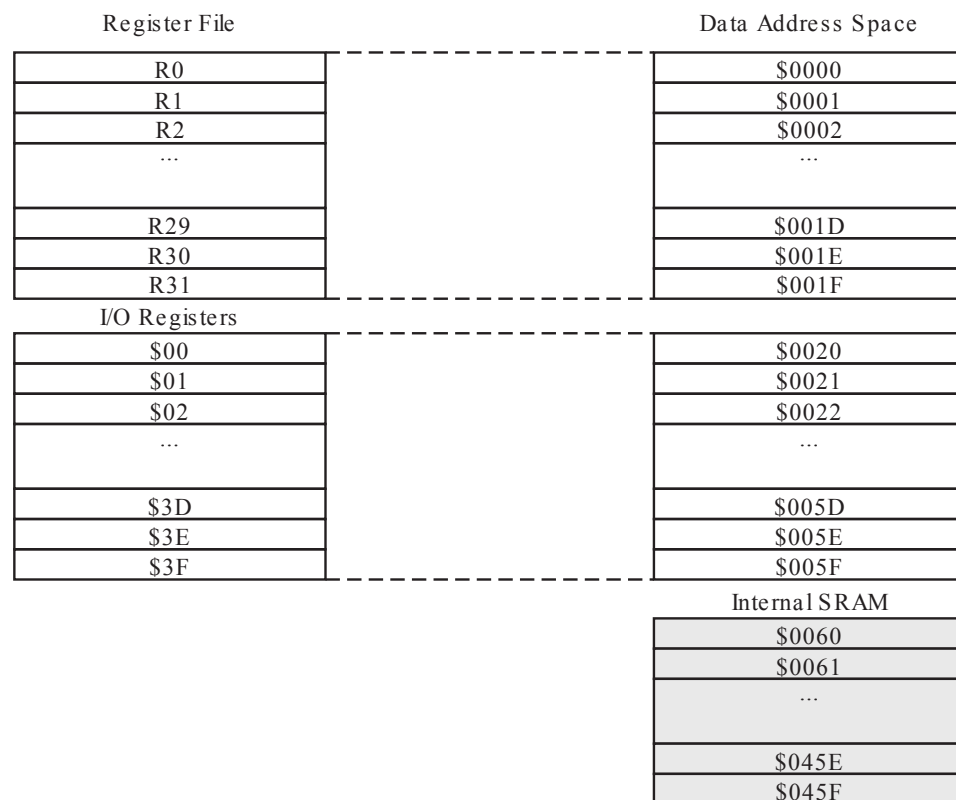 Register File
Data Address Space
R0
$0000
R1
$0001
R2
$0002
...
...
R29
$001D
R30
$001E
R31
$001F
I/O Registers
$00
$0020
$01
$0021
$02
$0022
...
...
$3D
$005D
$3E
$005E
$3F
$005F
Internal SRAM
$0060
$0061
...
$045E
$045F